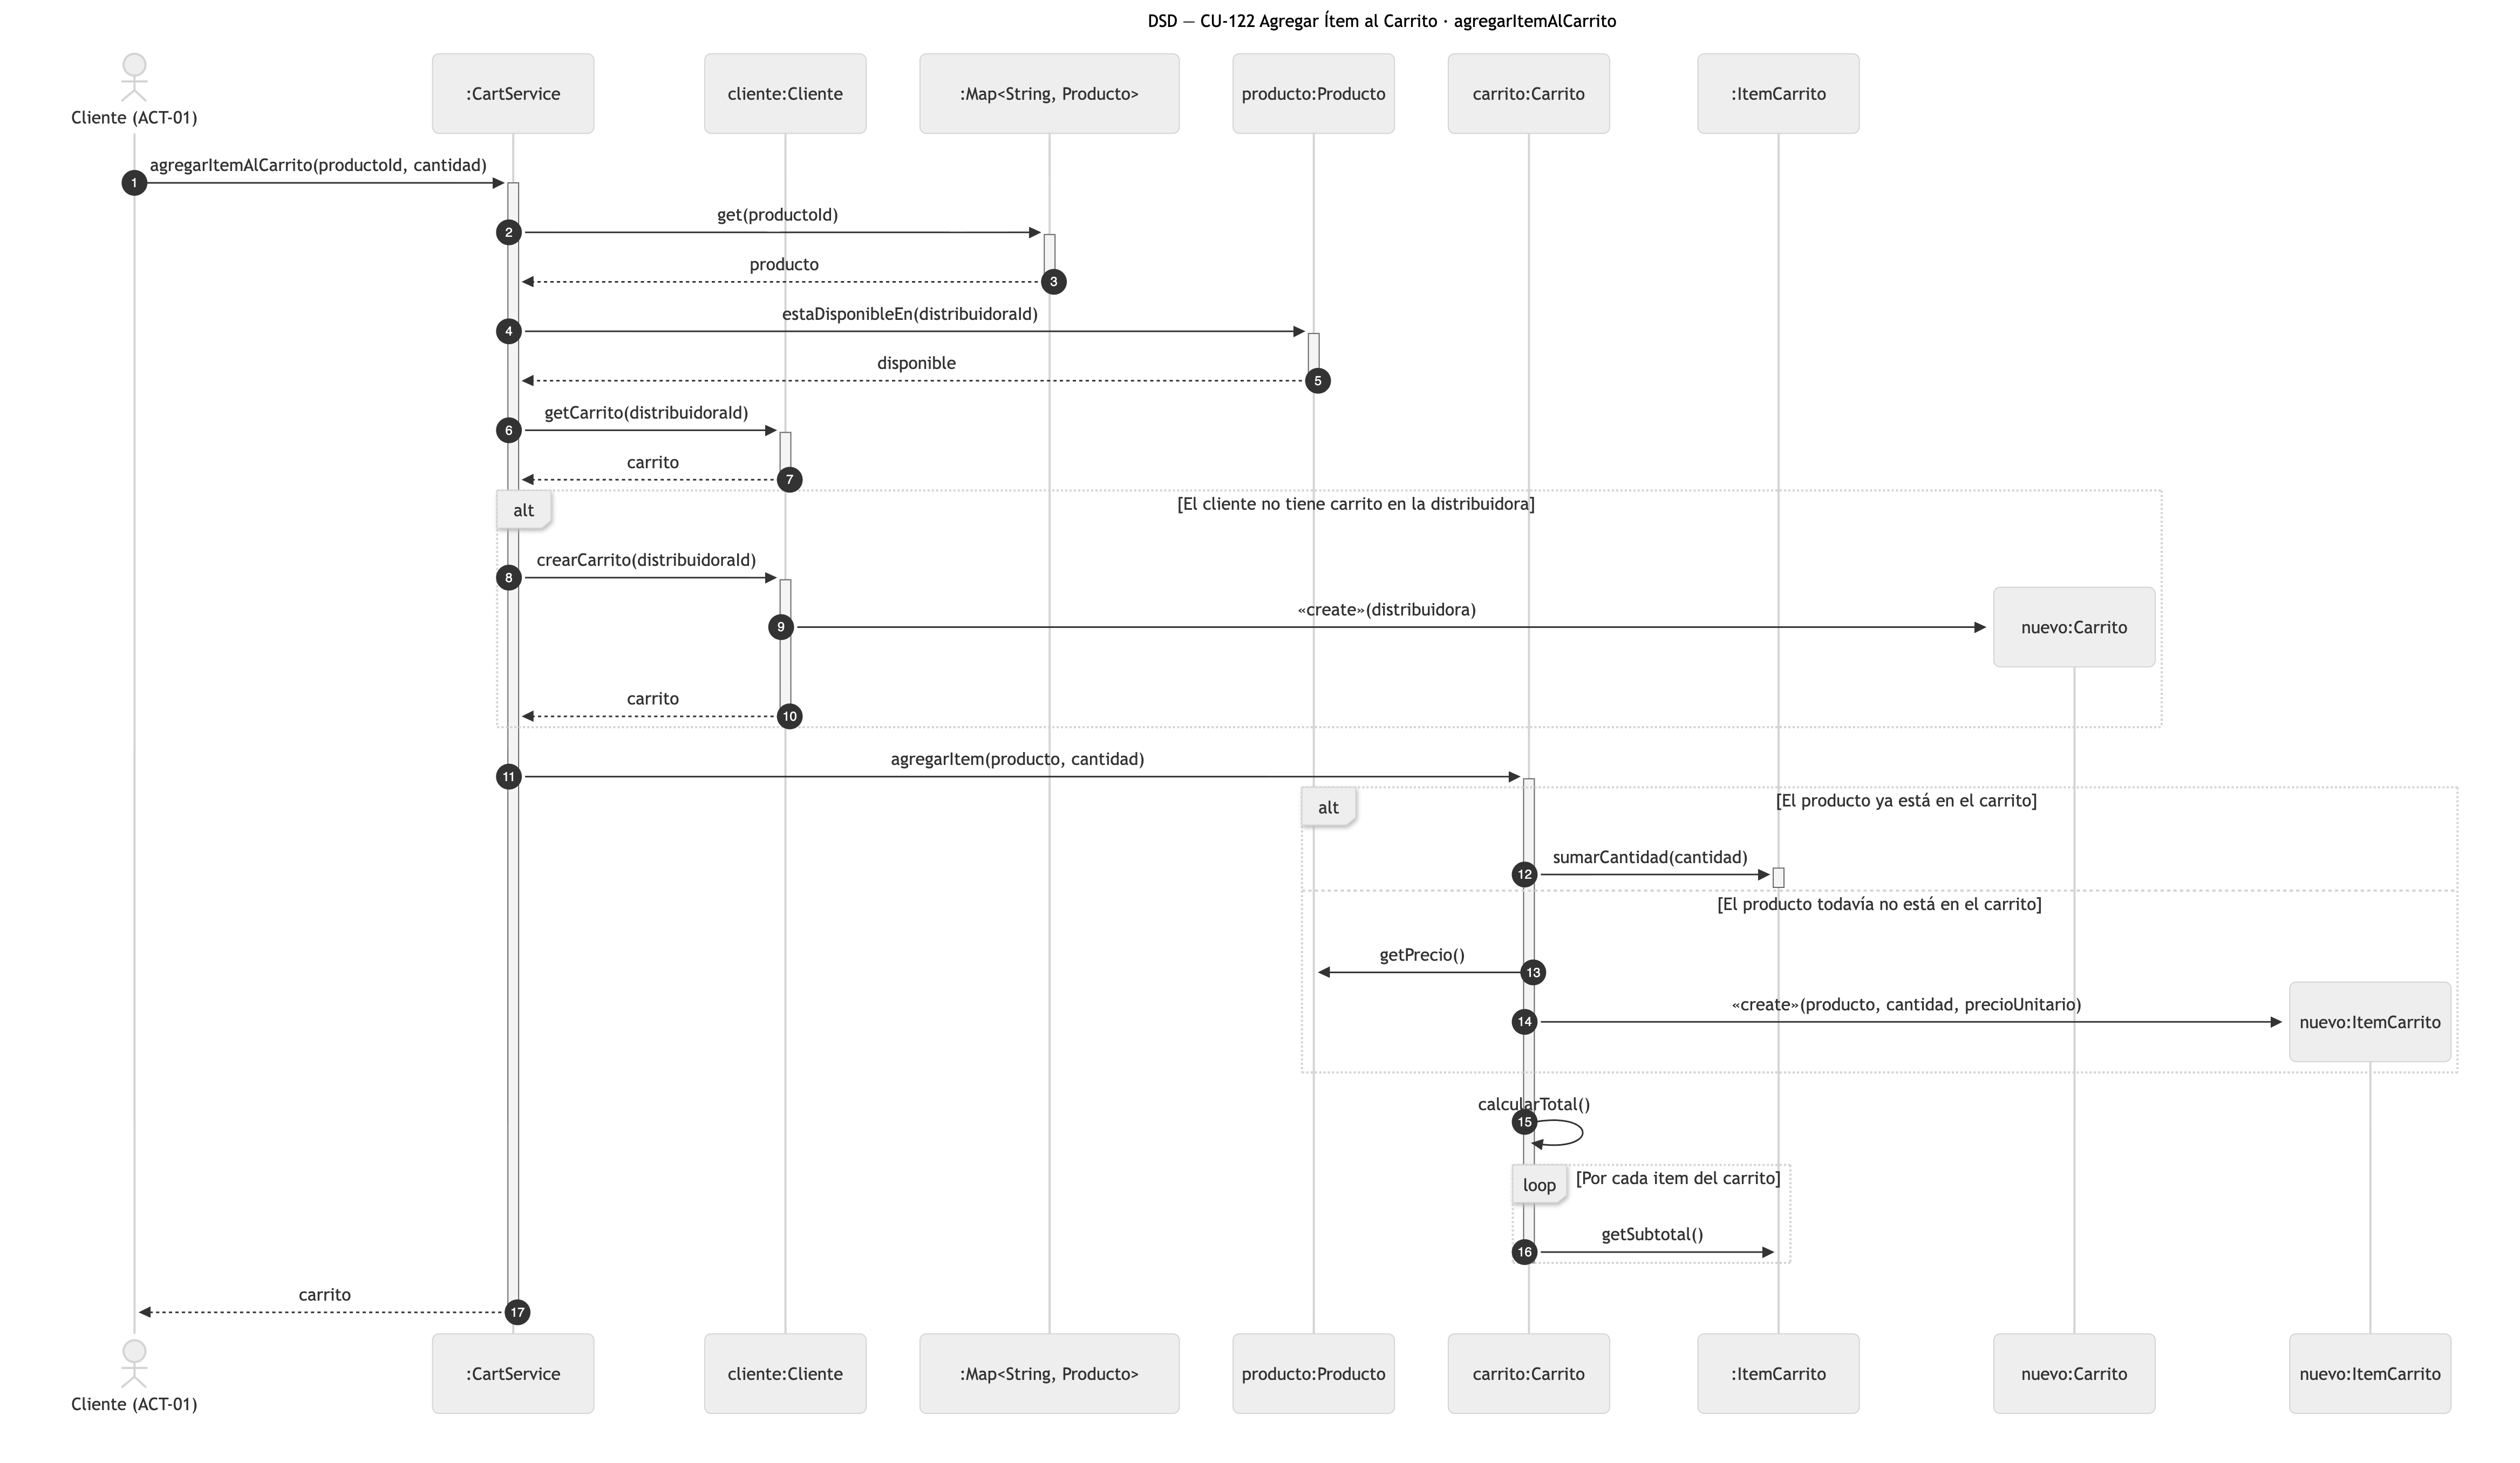 DSD — CU-122 Agregar Ítem al Carrito · agregarItemAlCarrito
Cliente (ACT-01)
:CartService
cliente:Cliente
:Map<String, Producto>
producto:Producto
carrito:Carrito
:ItemCarrito
1
agregarItemAlCarrito(productoId, cantidad)
2
get(productoId)
producto
3
4
estaDisponibleEn(distribuidoraId)
disponible
5
6
getCarrito(distribuidoraId)
carrito
7
alt
[El cliente no tiene carrito en la distribuidora]
8
crearCarrito(distribuidoraId)
9
«create»(distribuidora)
nuevo:Carrito
carrito
10
11
agregarItem(producto, cantidad)
alt
[El producto ya está en el carrito]
12
sumarCantidad(cantidad)
[El producto todavía no está en el carrito]
getPrecio()
13
14
«create»(producto, cantidad, precioUnitario)
nuevo:ItemCarrito
calcularTotal()
15
loop
[Por cada item del carrito]
16
getSubtotal()
carrito
17
Cliente (ACT-01)
:CartService
cliente:Cliente
:Map<String, Producto>
producto:Producto
carrito:Carrito
:ItemCarrito
nuevo:Carrito
nuevo:ItemCarrito